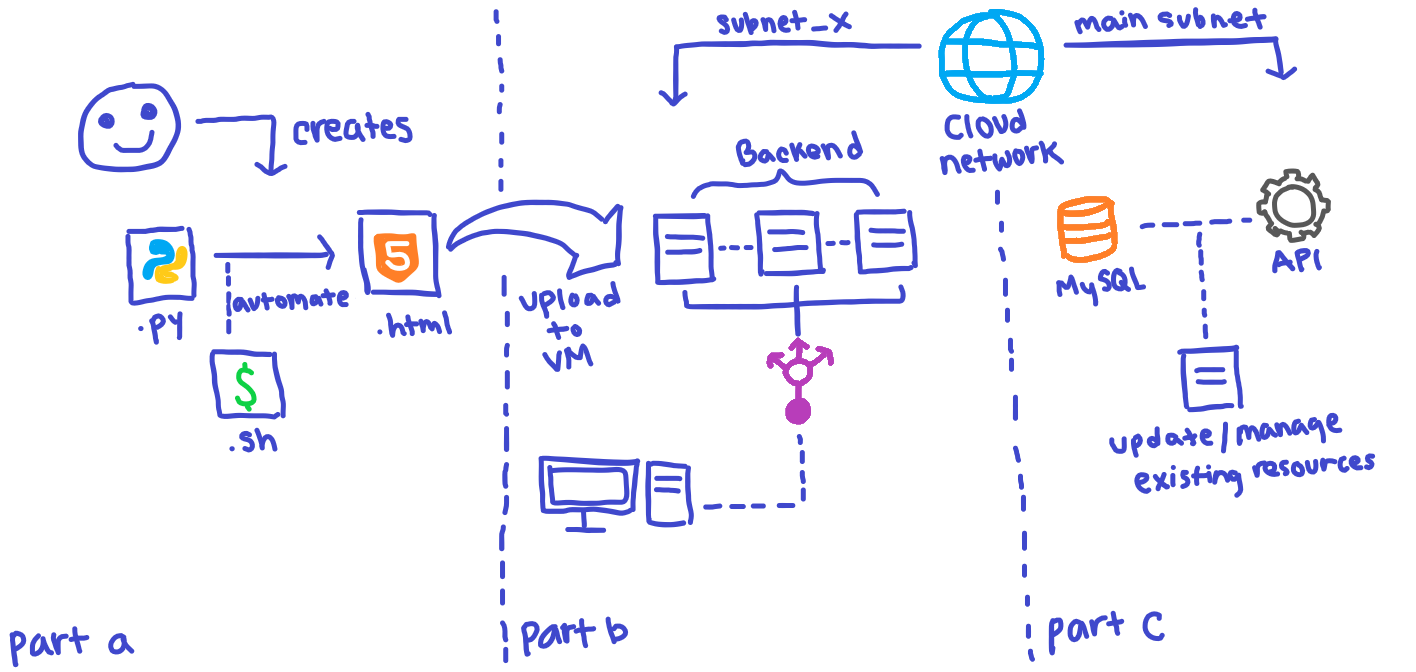 subnet_x
main subnet
creates
Cloud
network
Backend
5
automate
.py
.html
$
.sh
upload
to
VM
MySQL
API
update/manage
existing resources
part a
part b
part c